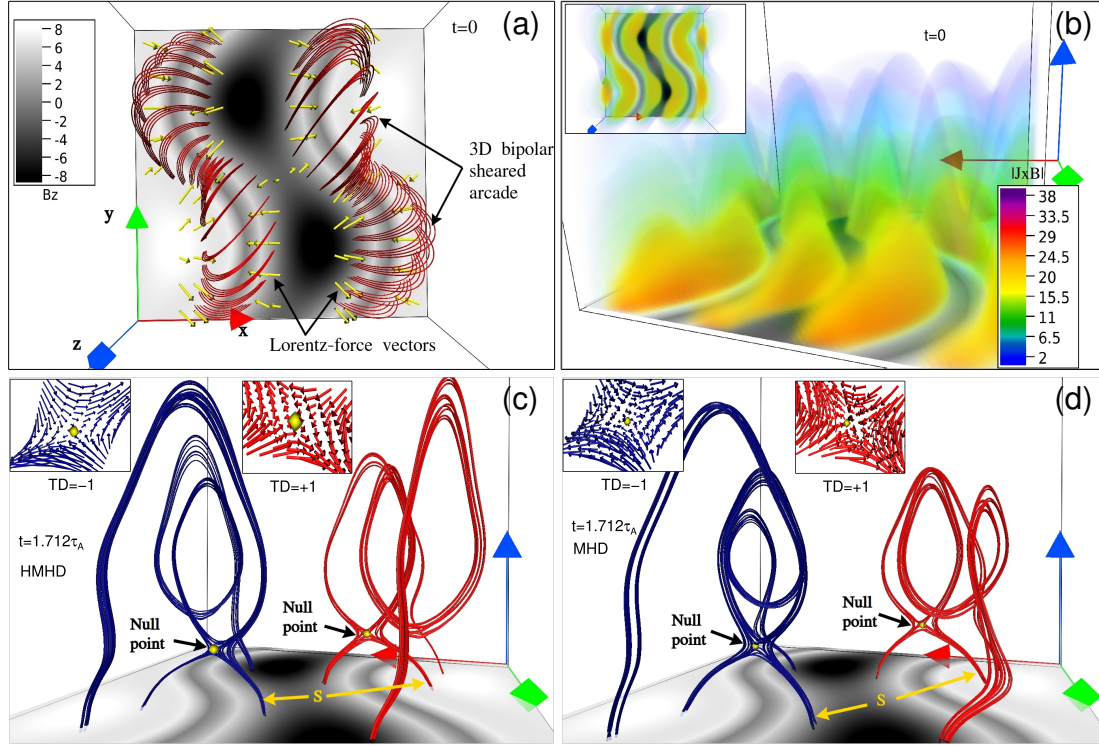 (a)
t=0
8
6
4
2
0
-2
-4
-6
-8
Bz
3D bipolar
sheared
arcade
y
x
z
Lorentz-force vectors
(b)
t=0
|JxB|
38
33.5
29
24.5
20
15.5
11
6.5
2
(c)
TD=-1
TD=+1
t=1.712τA
HMHD
Null
point
Null
point
S
(d)
TD=-1
TD=+1
t=1.712τA
MHD
Null
point
Null
point
S